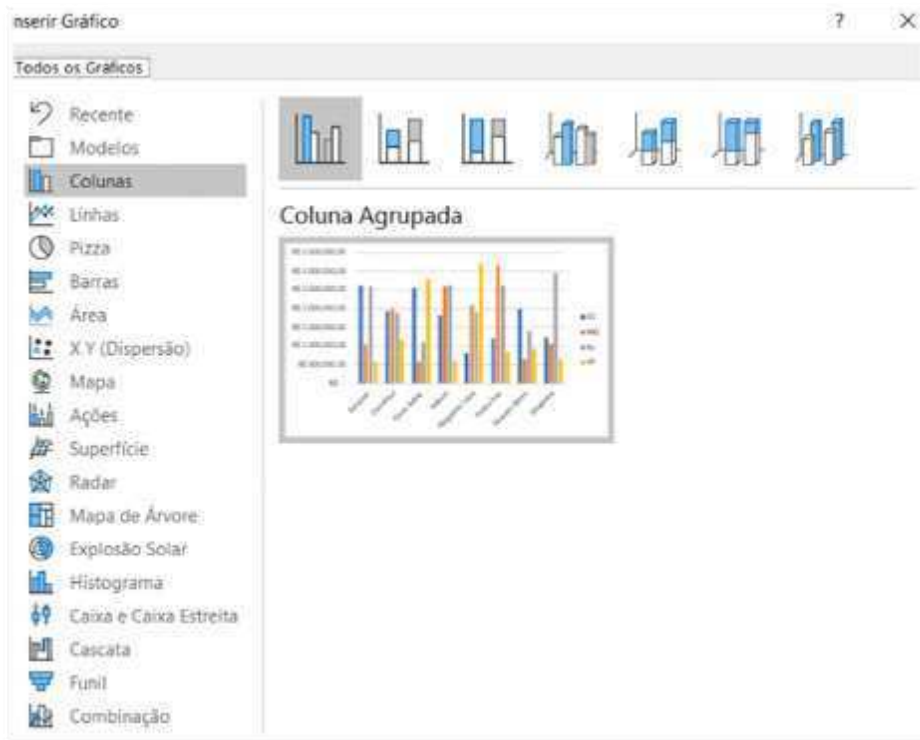 nserir Gráfico
?
Todos os Gráficos
Recente
Modelos
Colunas
Linhas
Pizza
Barras
Área
X Y (Dispersão)
Mapa
Ações
Superfície
Radar
Mapa de Árvore
Explosão Solar
Histograma
Caixa e Caixa Estreita
Cascata
Funil
Combinação
Coluna Agrupada